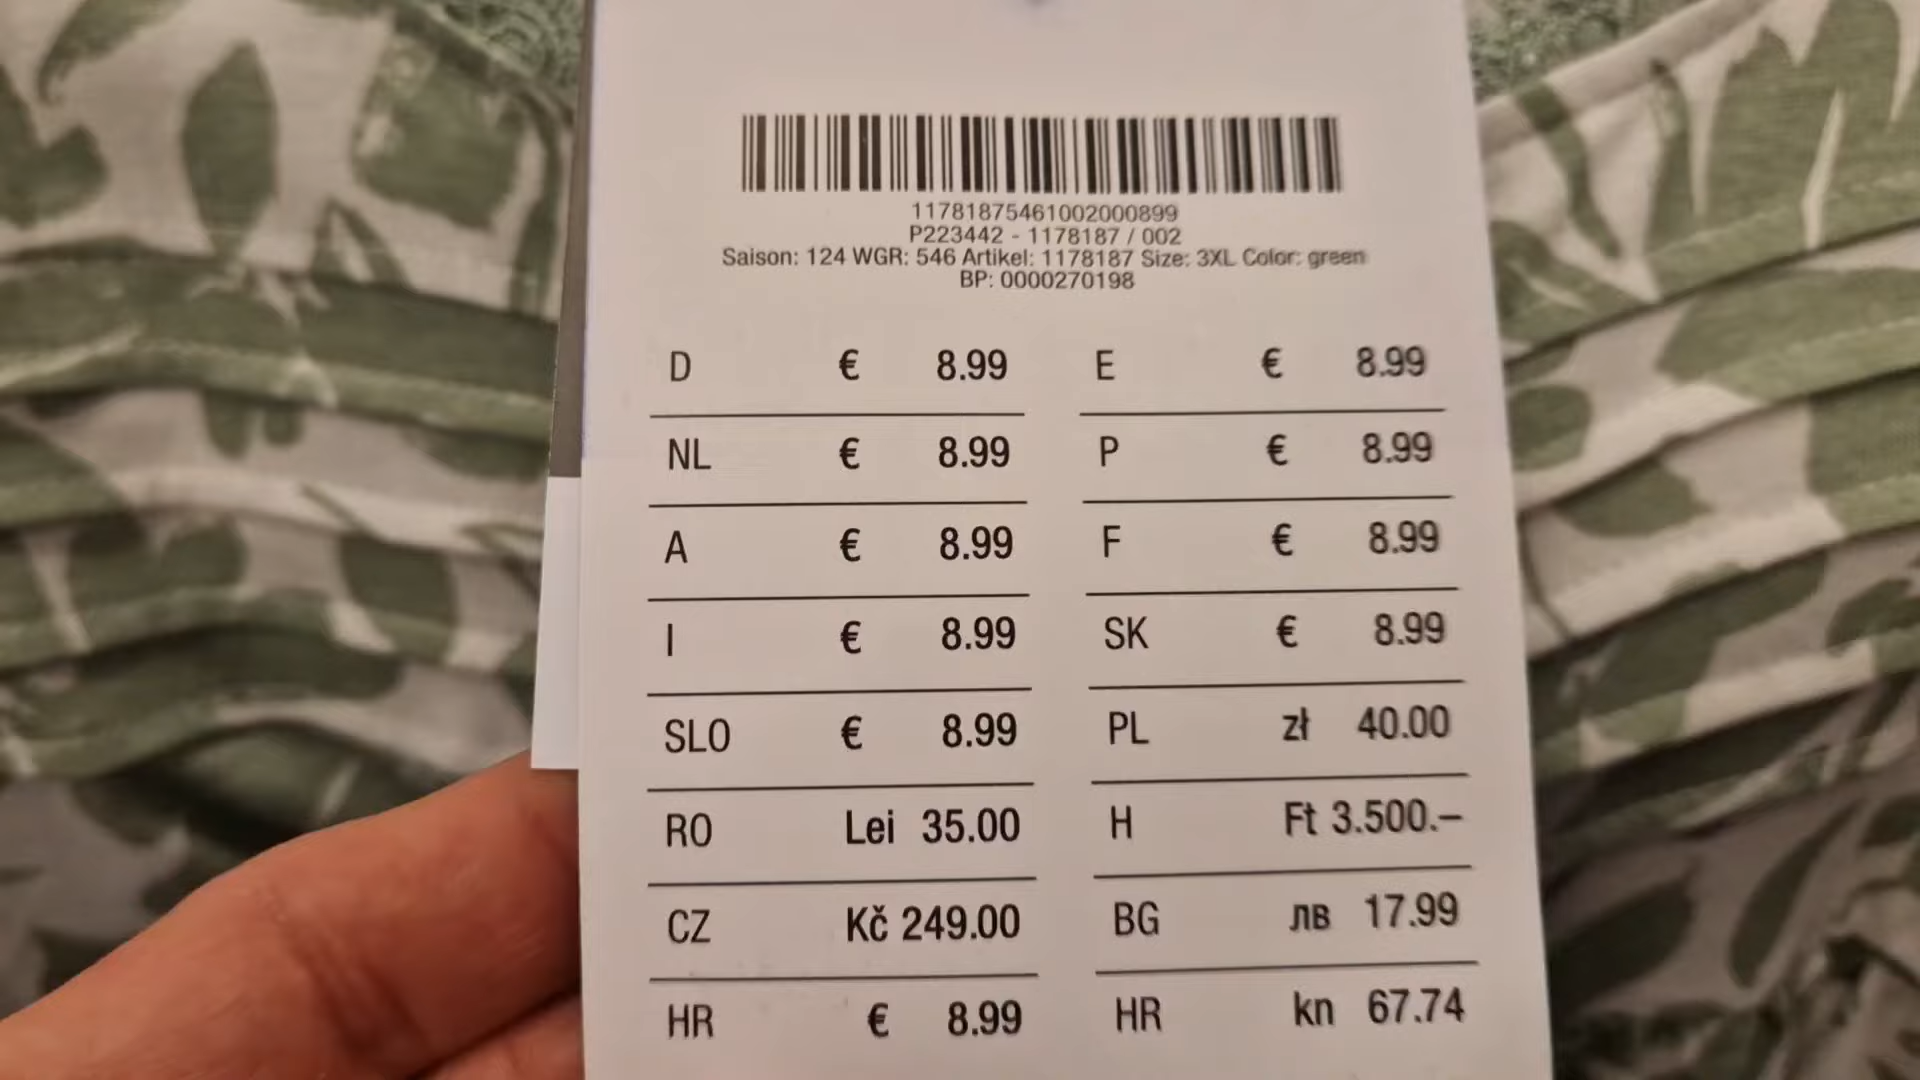 11781875461002000899
P223442 - 1178187 / 002
Saison: 124 WGR: 546 Artikel: 1178187 Size: 3XL Color: green
BP: 0000270198
D € 8.99 E € 8.99
NL € 8.99 P € 8.99
A € 8.99 F € 8.99
I € 8.99 SK € 8.99
SLO € 8.99 PL zł 40.00
RO Lei 35.00 H Ft 3.500.–
CZ Kč 249.00 BG лв 17.99
HR € 8.99 HR kn 67.74